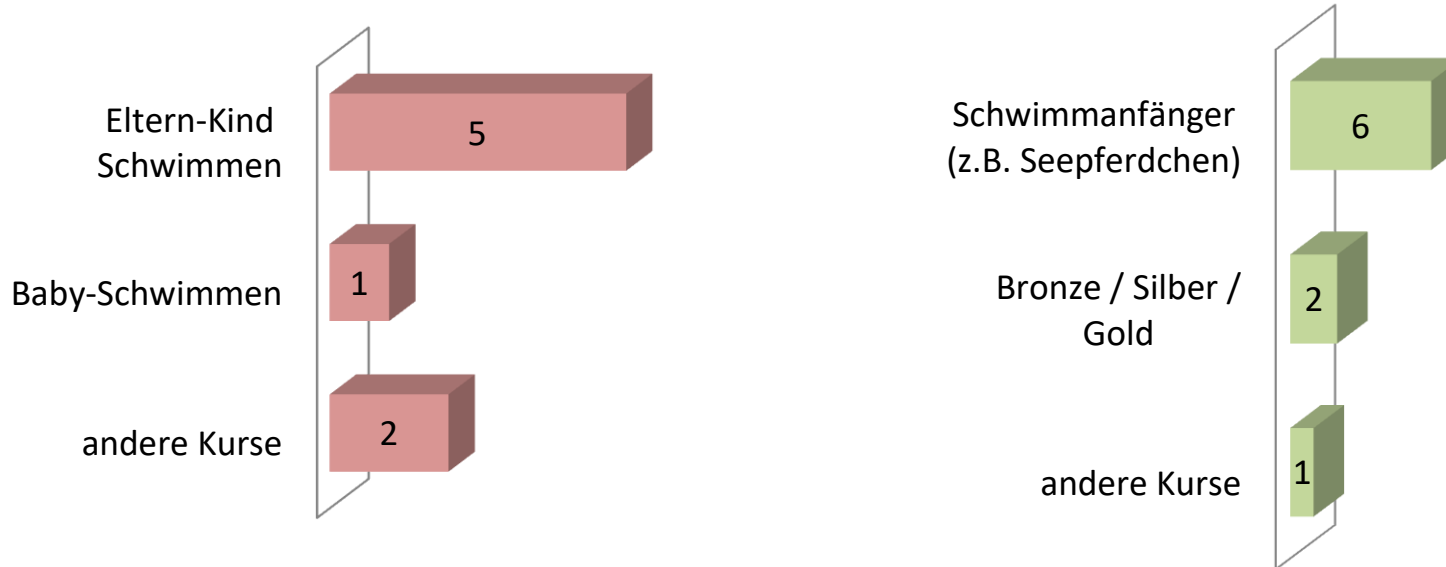 Eltern-Kind
Schwimmen
5
Baby-Schwimmen
1
andere Kurse
2
Schwimmanfänger
(z.B. Seepferdchen)
6
Bronze / Silber /
Gold
2
andere Kurse
1